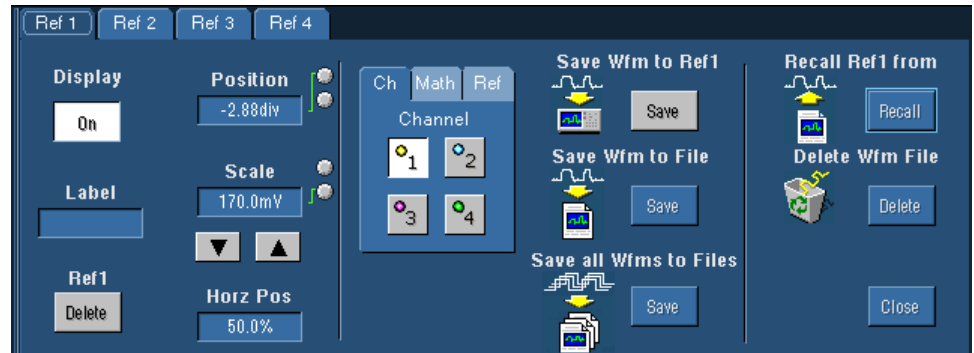 Ref 1 Ref 2 Ref 3 Ref 4
Display
On
Label
Ref1
Delete
Position
-2.88div
Scale
170.0mV
Horz Pos
50.0%
Ch Math Ref
Channel
1 2
3 4
Save Wfm to Ref1
Save
Save Wfm to File
Save
Save all Wfms to Files
Save
Recall Ref1 from
Recall
Delete Wfm File
Delete
Close